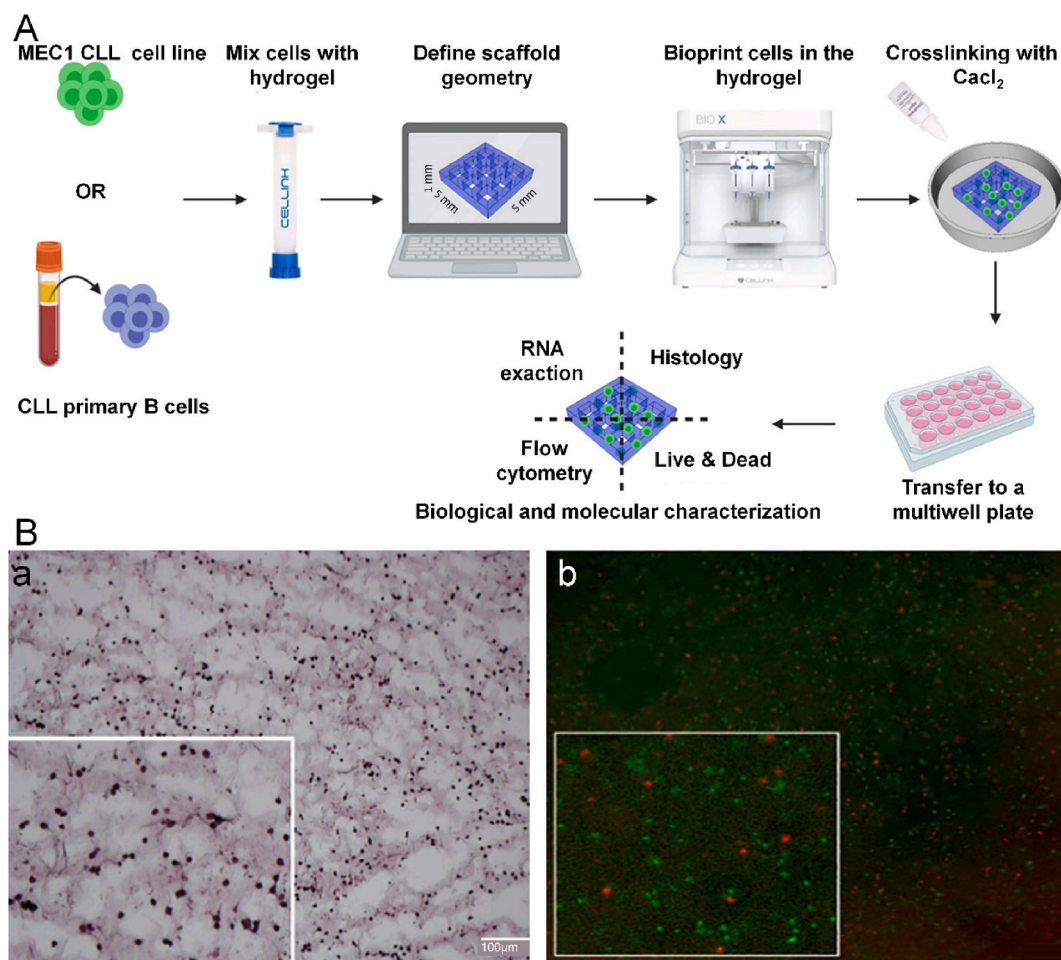 A
MEC1 CLL cell line
OR
CLL primary B cells
Mix cells with
hydrogel
CELLINK
Define scaffold
geometry
1 mm
5 mm
5 mm
Bioprint cells in the
hydrogel
BIO X
CELLINK
Crosslinking with
Cacl₂
Transfer to a
multiwell plate
RNA
exaction
Histology
Flow
cytometry
Live & Dead
Biological and molecular characterization
B
a
100µm
b